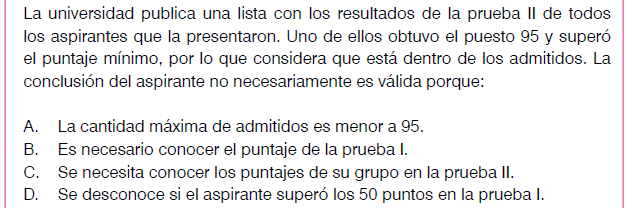 La universidad publica una lista con los resultados de la prueba II de todos
los aspirantes que la presentaron. Uno de ellos obtuvo el puesto 95 y superó
el puntaje mínimo, por lo que considera que está dentro de los admitidos. La
conclusión del aspirante no necesariamente es válida porque:
A. La cantidad máxima de admitidos es menor a 95.
B. Es necesario conocer el puntaje de la prueba I.
C. Se necesita conocer los puntajes de su grupo en la prueba II.
D. Se desconoce si el aspirante superó los 50 puntos en la prueba I.